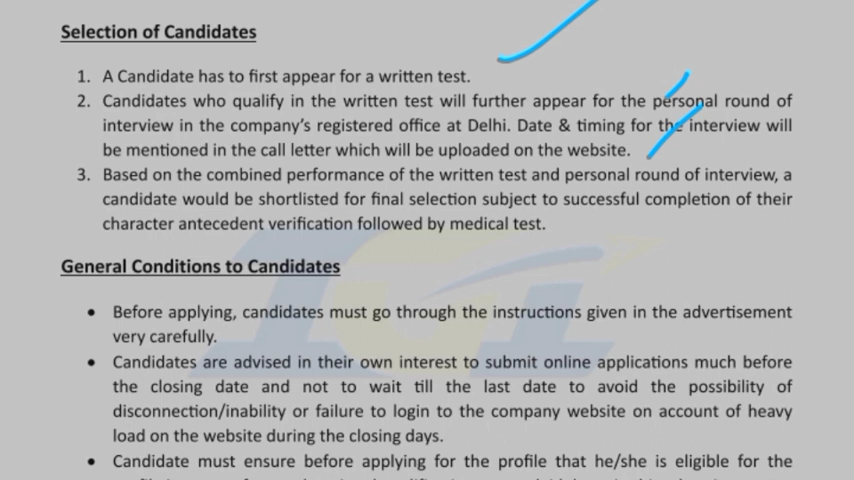 Selection of Candidates
1. A Candidate has to first appear for a written test.
2. Candidates who qualify in the written test will further appear for the personal round of
interview in the company's registered office at Delhi. Date & timing for the interview will
be mentioned in the call letter which will be uploaded on the website.
3. Based on the combined performance of the written test and personal round of interview, a
candidate would be shortlisted for final selection subject to successful completion of their
character antecedent verification followed by medical test.
General Conditions to Candidates
• Before applying, candidates must go through the instructions given in the advertisement
very carefully.
• Candidates are advised in their own interest to submit online applications much before
the closing date and not to wait till the last date to avoid the possibility of
disconnection/inability or failure to login to the company website on account of heavy
load on the website during the closing days.
• Candidate must ensure before applying for the profile that he/she is eligible for the